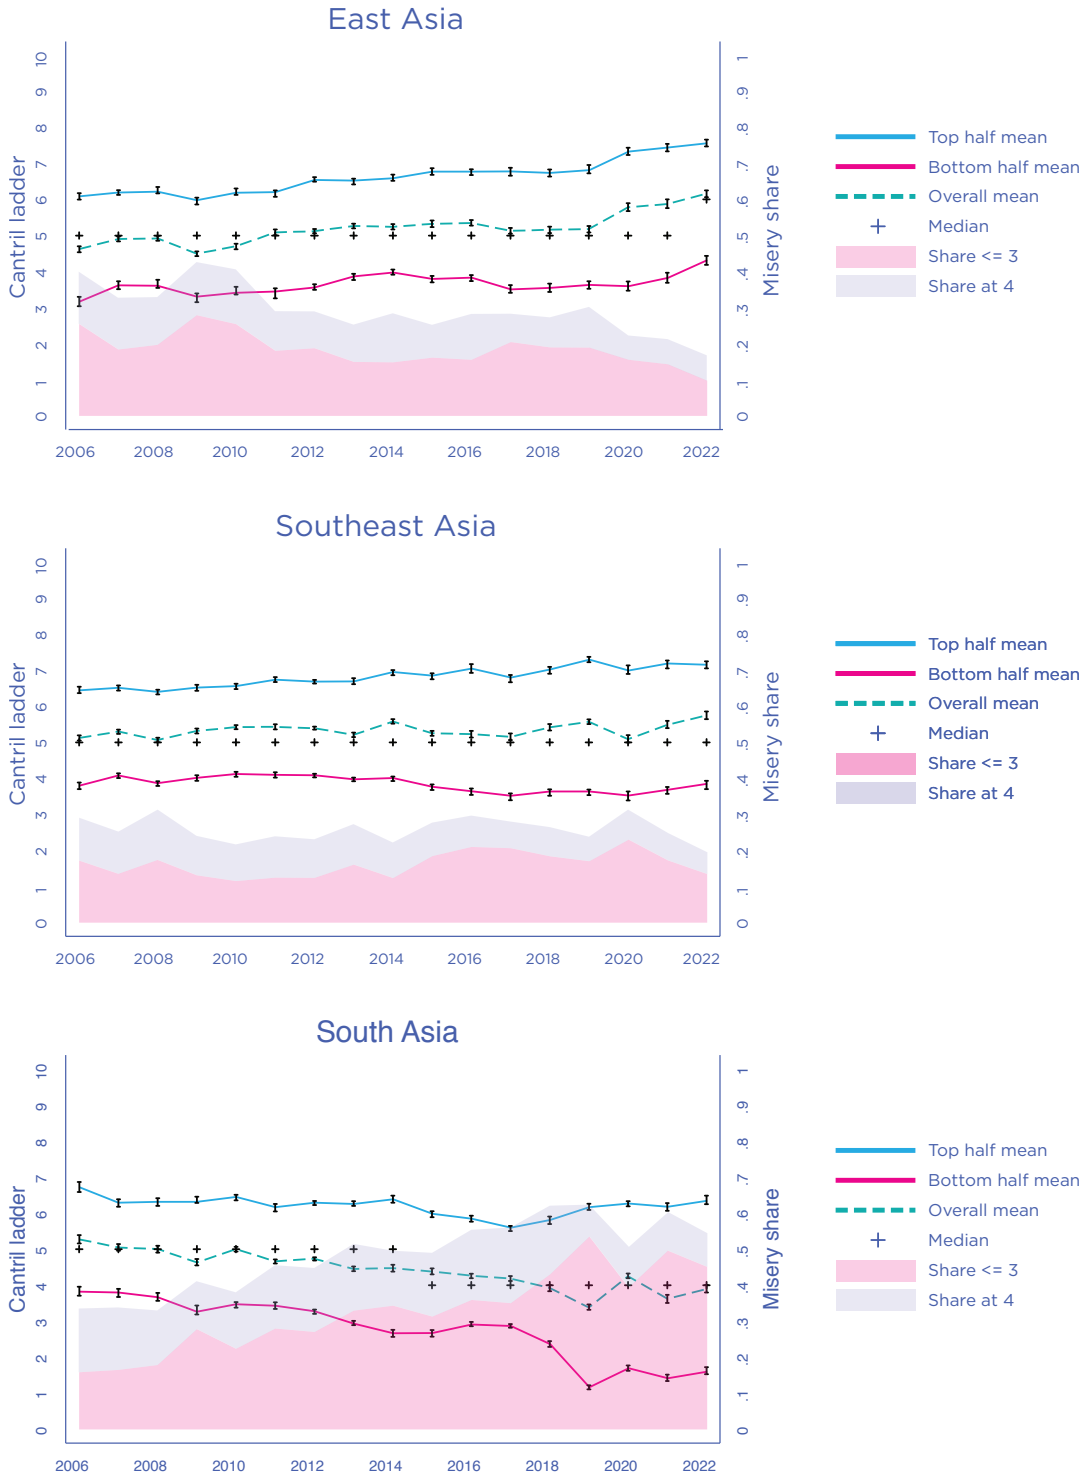 East Asia
Cantril ladder
10
9
8
7
6
5
4
3
2
1
0
Misery share
1
.9
.8
.7
.6
.5
.4
.3
.2
.1
0
2006 2008 2010 2012 2014 2016 2018 2020 2022
Top half mean
Bottom half mean
Overall mean
Median
Share <= 3
Share at 4
Southeast Asia
Cantril ladder
10
9
8
7
6
5
4
3
2
1
0
Misery share
1
.9
.8
.7
.6
.5
.4
.3
.2
.1
0
2006 2008 2010 2012 2014 2016 2018 2020 2022
Top half mean
Bottom half mean
Overall mean
Median
Share <= 3
Share at 4
South Asia
Cantril ladder
10
9
8
7
6
5
4
3
2
1
0
Misery share
1
.9
.8
.7
.6
.5
.4
.3
.2
.1
0
2006 2008 2010 2012 2014 2016 2018 2020 2022
Top half mean
Bottom half mean
Overall mean
Median
Share <= 3
Share at 4